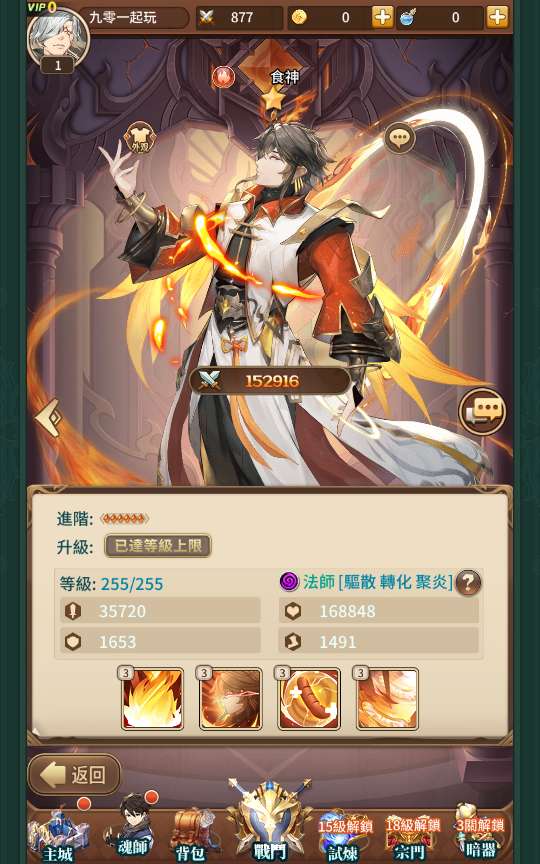 VIP 0
九零一起玩
877
0
0
1
食神
外观
152916
進階:
升級: 已達等級上限
等級: 255/255
法師 [驅散 轉化 聚炎] ?
35720
168848
1653
1491
3
3
3
3
返回
15級解鎖
18級解鎖
3關解鎖
主城
魂師
背包
戰鬥
試煉
宗門
暗器